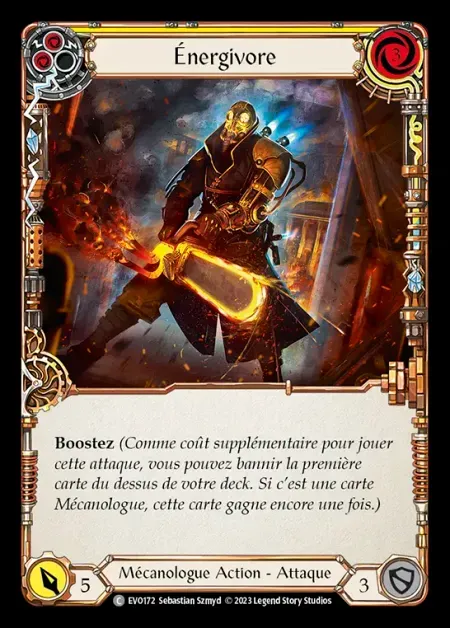 Énergivore
3
Boostez (Comme coût supplémentaire pour jouer
cette attaque, vous pouvez bannir la première
carte du dessus de votre deck. Si c'est une carte
Mécanologue, cette carte gagne encore une fois.)
5
Mécanologue Action - Attaque
3
C EVO172 Sebastian Szmyd © 2023 Legend Story Studios